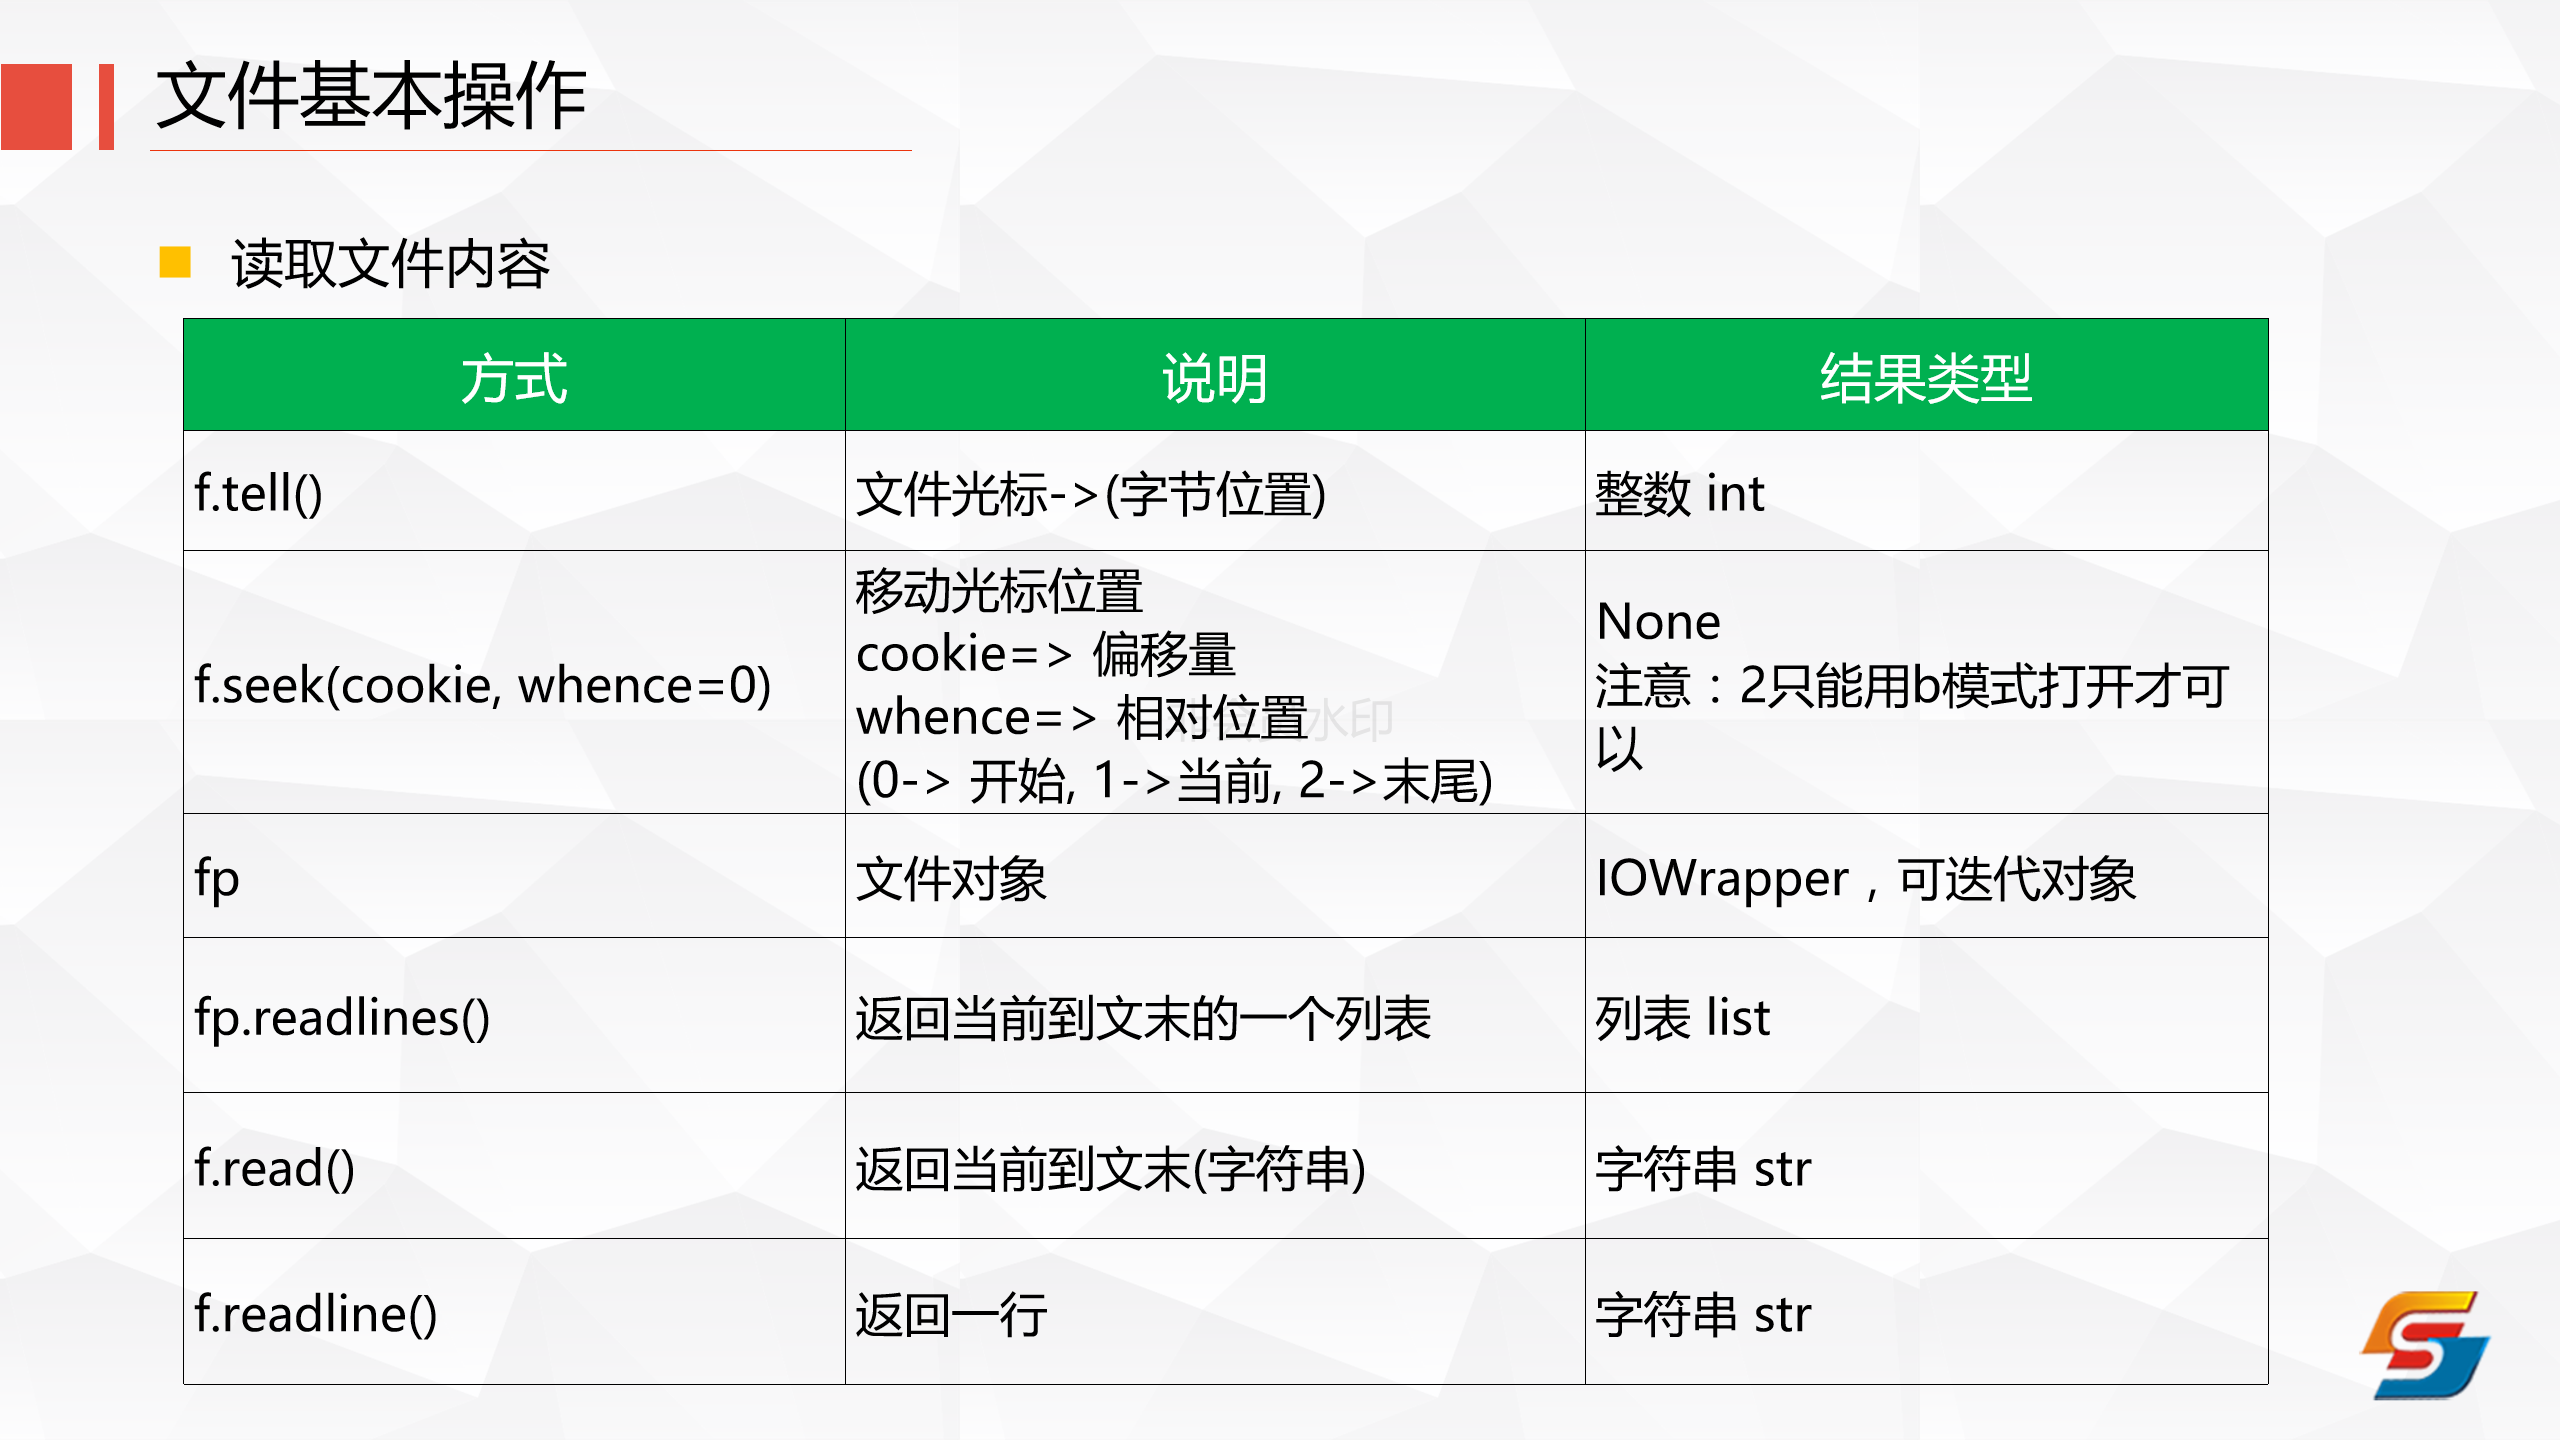 文件基本操作
读取文件内容
方式 说明 结果类型
f.tell() 文件光标->(字节位置) 整数 int
f.seek(cookie, whence=0)
移动光标位置
cookie=> 偏移量
whence=> 相对位置
(0-> 开始, 1->当前, 2->末尾)
None
注意：2只能用b模式打开才可
以
fp 文件对象 IOWrapper，可迭代对象
fp.readlines() 返回当前到文末的一个列表 列表 list
f.read() 返回当前到文末(字符串) 字符串 str
f.readline() 返回一行 字符串 str
水印